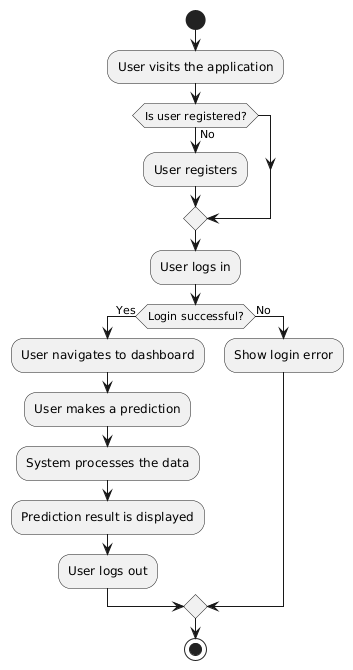 User visits the application
Is user registered?
No
User registers
User logs in
Login successful?
Yes
No
User navigates to dashboard
Show login error
User makes a prediction
System processes the data
Prediction result is displayed
User logs out